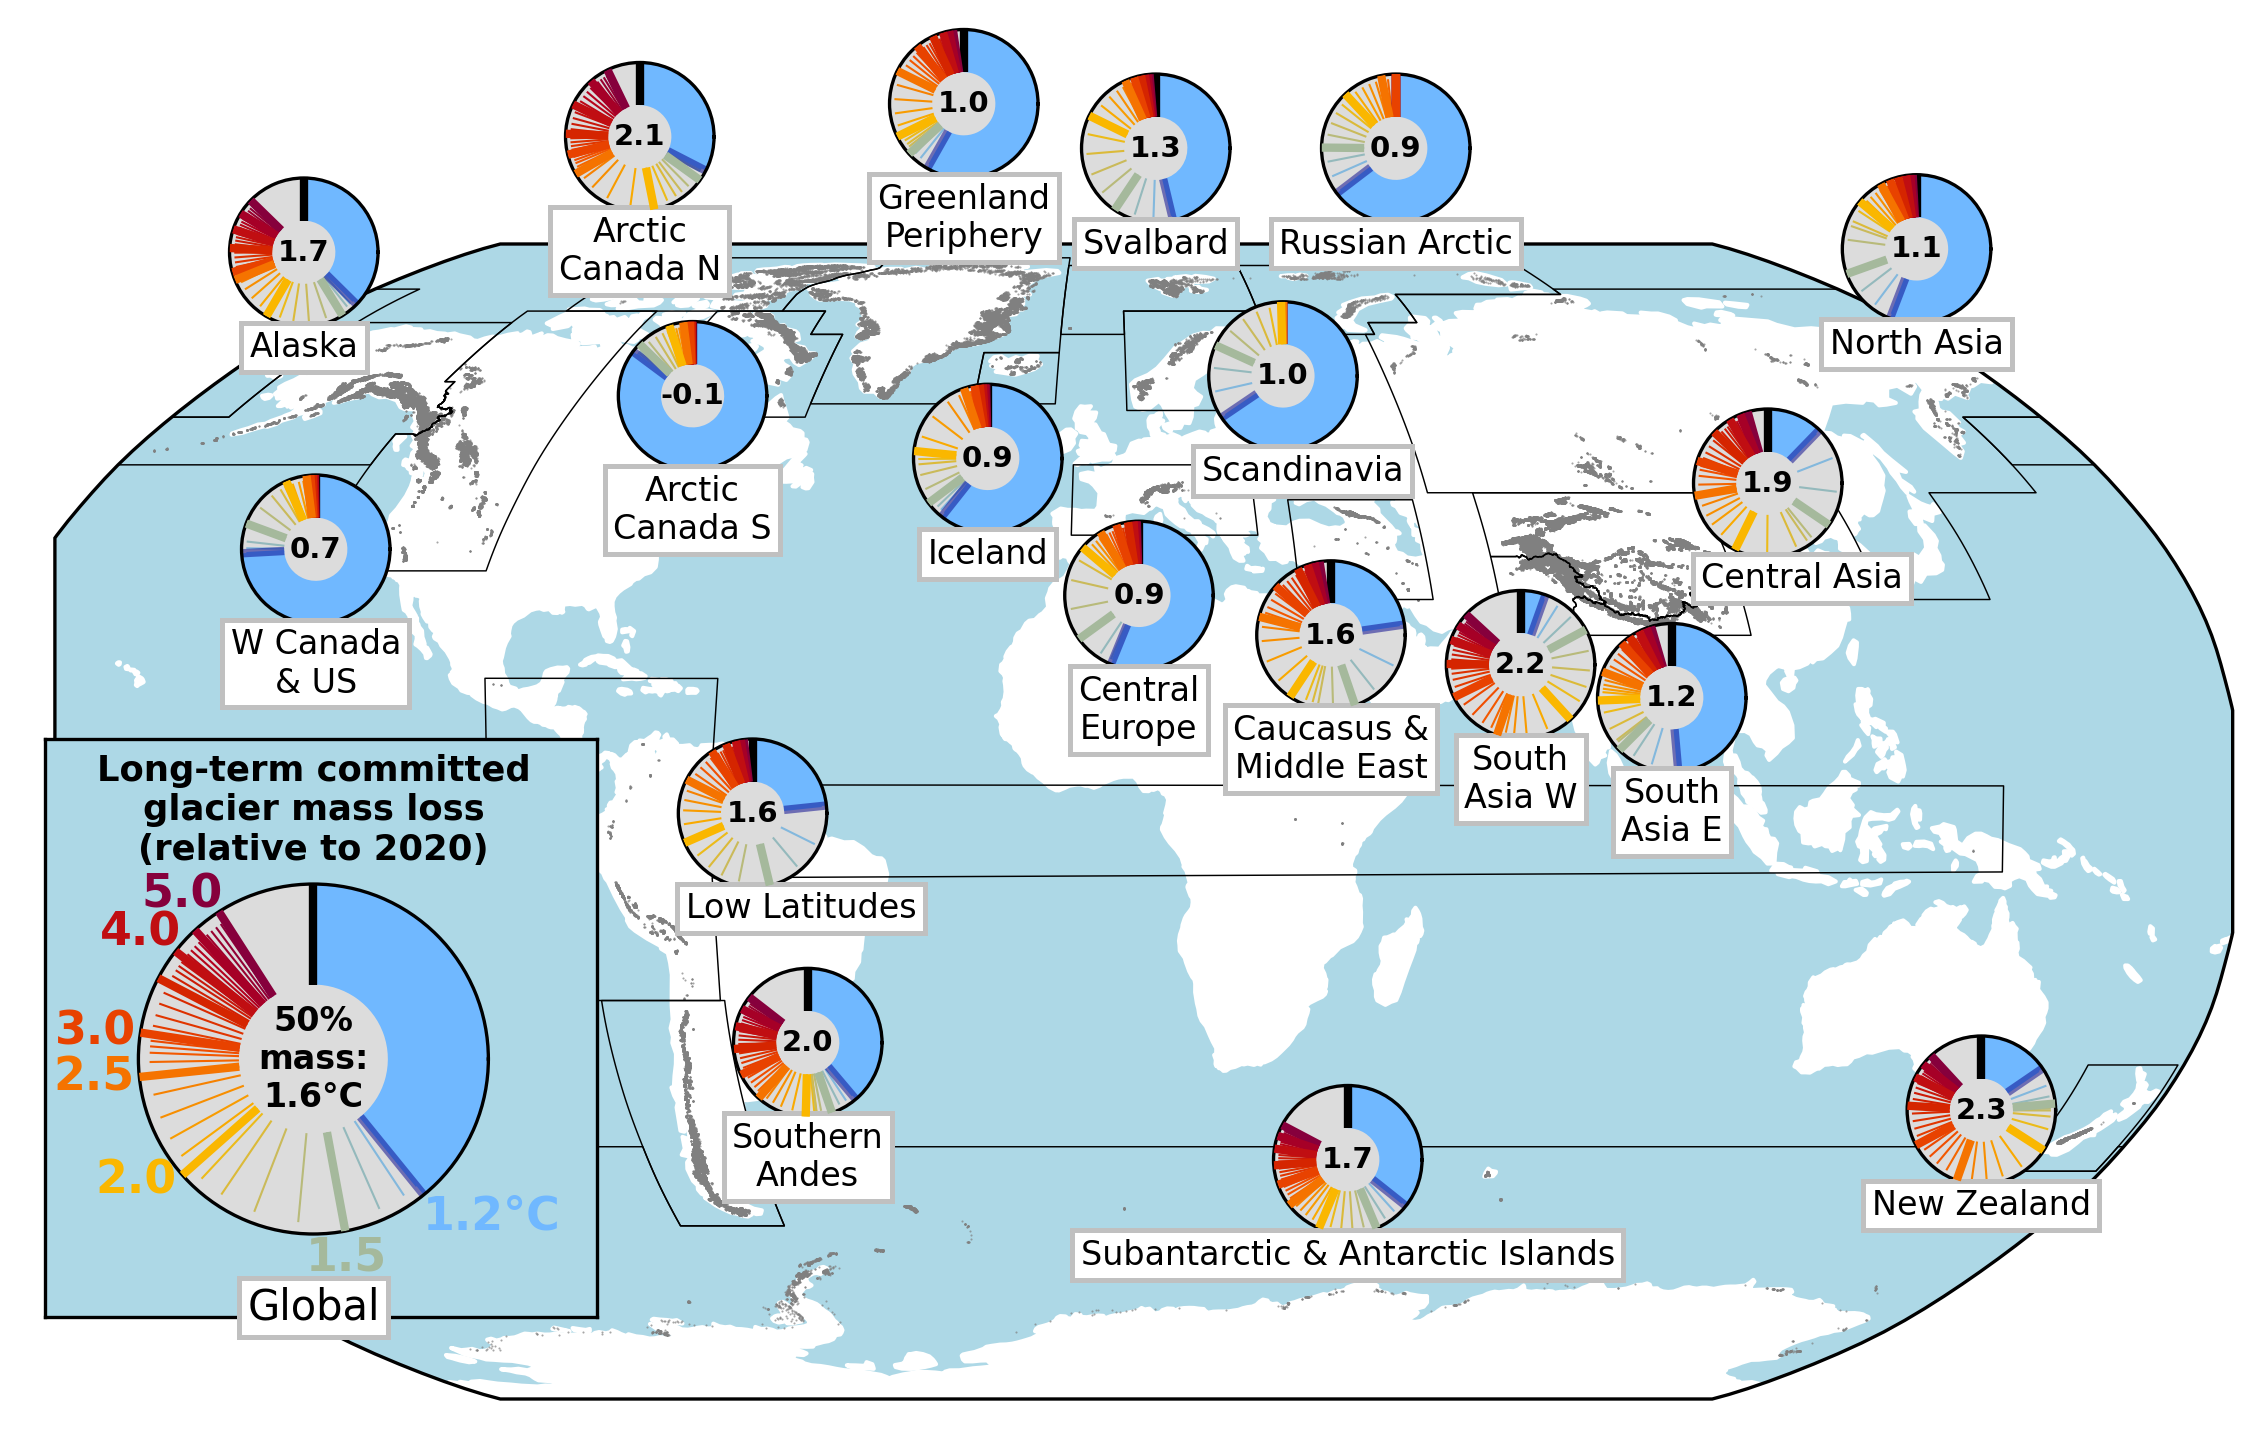 1.0
Greenland
Periphery
2.1
Arctic
Canada N
1.3
Svalbard
0.9
Russian Arctic
1.7
Alaska
1.1
North Asia
-0.1
Arctic
Canada S
0.9
Iceland
1.0
Scandinavia
1.9
Central Asia
0.7
W Canada
& US
0.9
Central
Europe
1.6
Caucasus &
Middle East
2.2
South
Asia W
1.2
South
Asia E
1.6
Low Latitudes
2.0
Southern
Andes
1.7
Subantarctic & Antarctic Islands
2.3
New Zealand
Long-term committed
glacier mass loss
(relative to 2020)
5.0
4.0
3.0
2.5
2.0
1.5
1.2°C
50%
mass:
1.6°C
Global